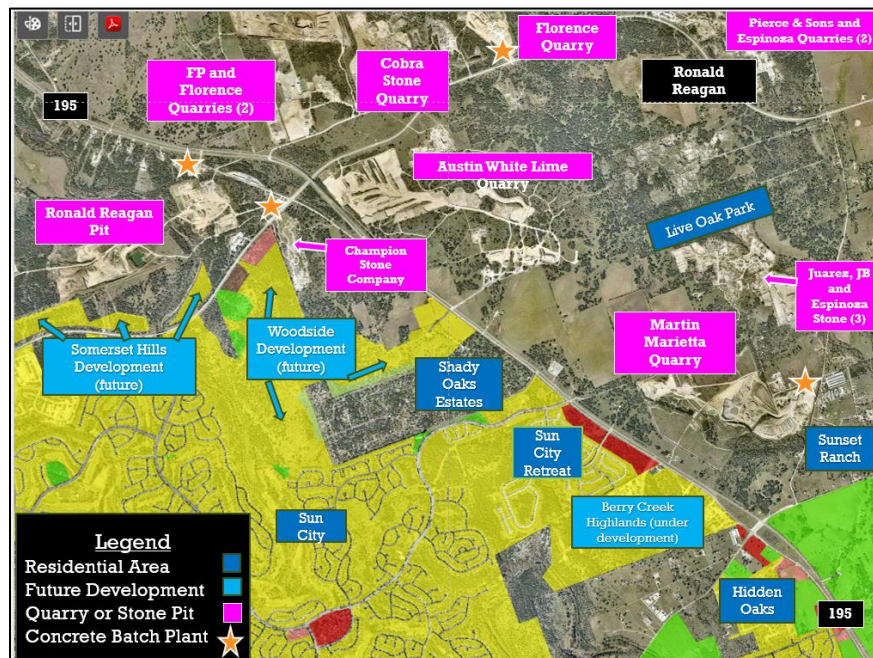 Florence
Quarry
Pierce & Sons and
Espinoza Quarries (2)
FP and
Florence
Quarries (2)
Cobra
Stone
Quarry
Ronald
Reagan
195
Austin White Lime
Quarry
Ronald Reagan
Pit
Live Oak Park
Champion
Stone
Company
Juarez, JB
and
Espinoza
Stone (3)
Martin
Marietta
Quarry
Somerset Hills
Development
(future)
Woodside
Development
(future)
Shady
Oaks
Estates
Sun
City
Retreat
Sunset
Ranch
Berry Creek
Highlands (under
development)
Sun
City
Hidden
Oaks
195
Legend
Residential Area
Future Development
Quarry or Stone Pit
Concrete Batch Plant